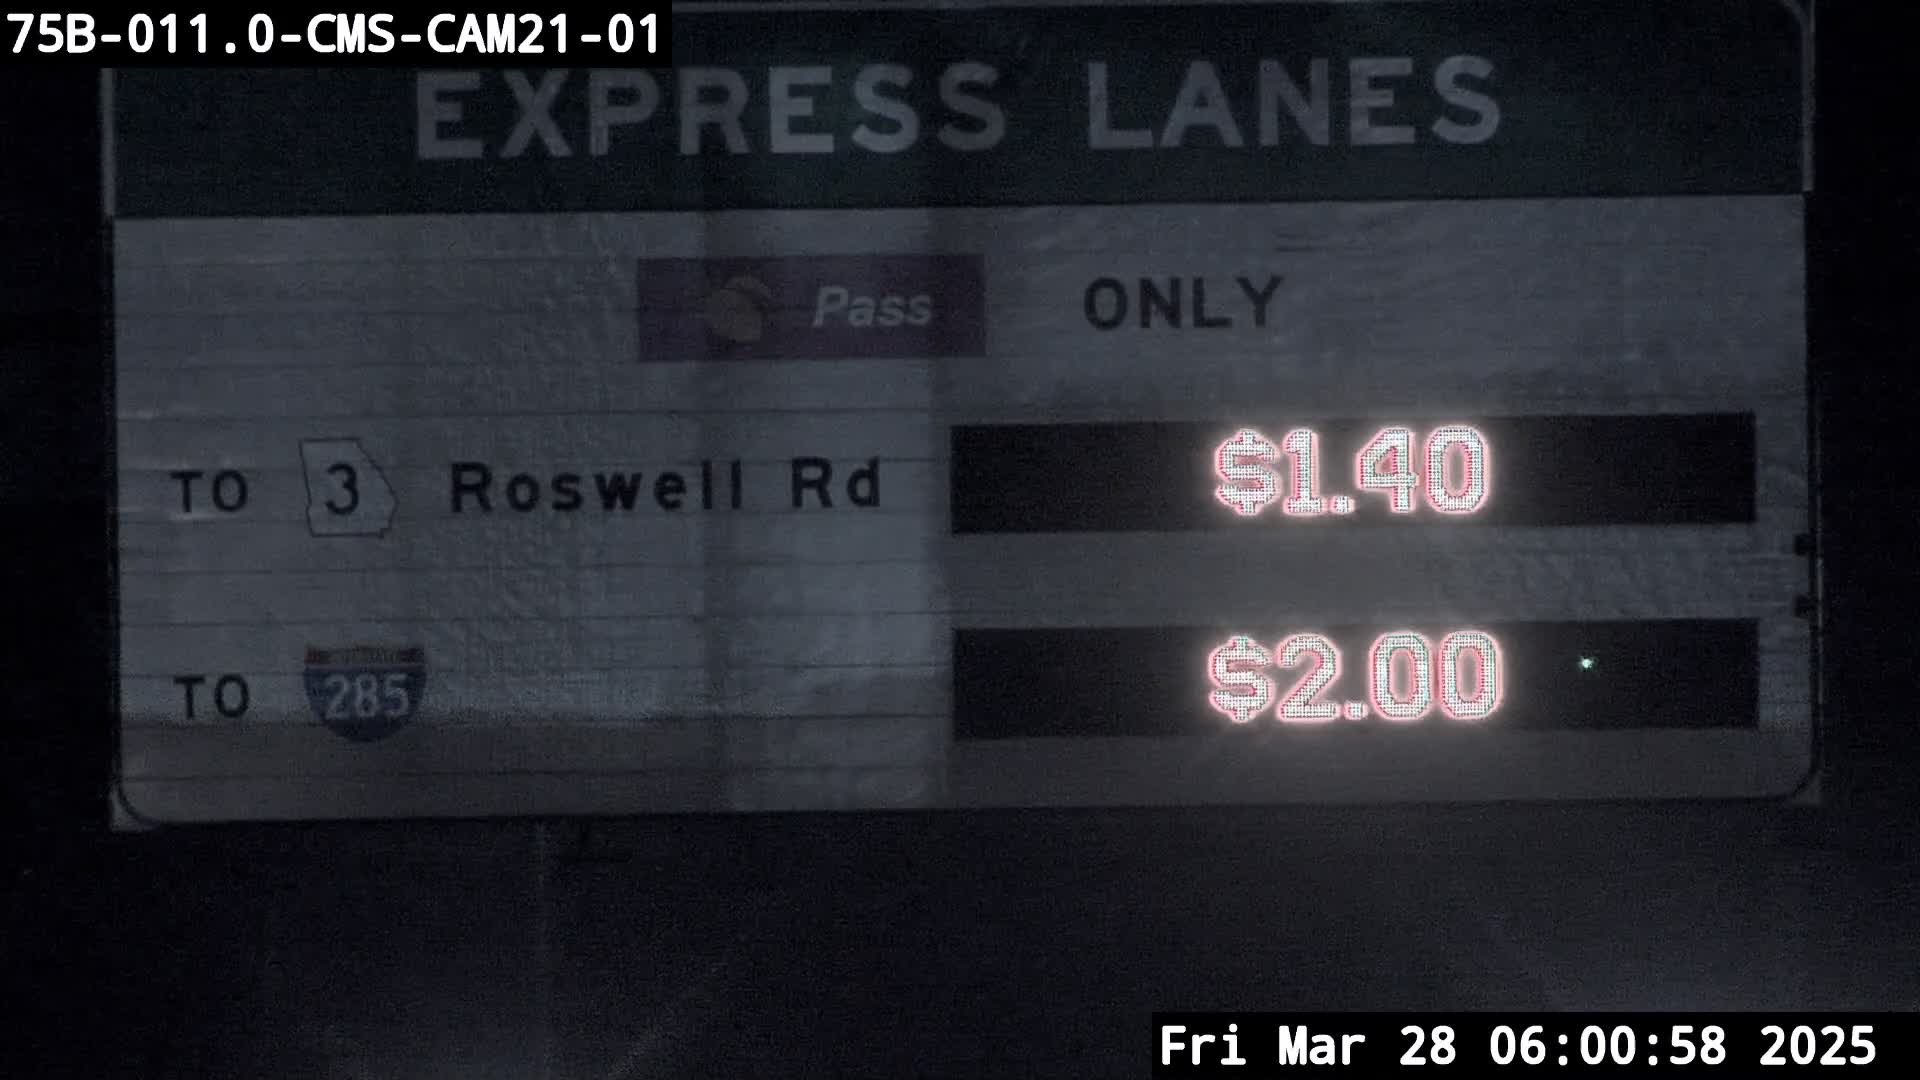 75B-011.0-CMS-CAM21-01
EXPRESS LANES
Pass ONLY
TO 3 Roswell Rd $1.40
TO 285 $2.00
Fri Mar 28 06:00:58 2025